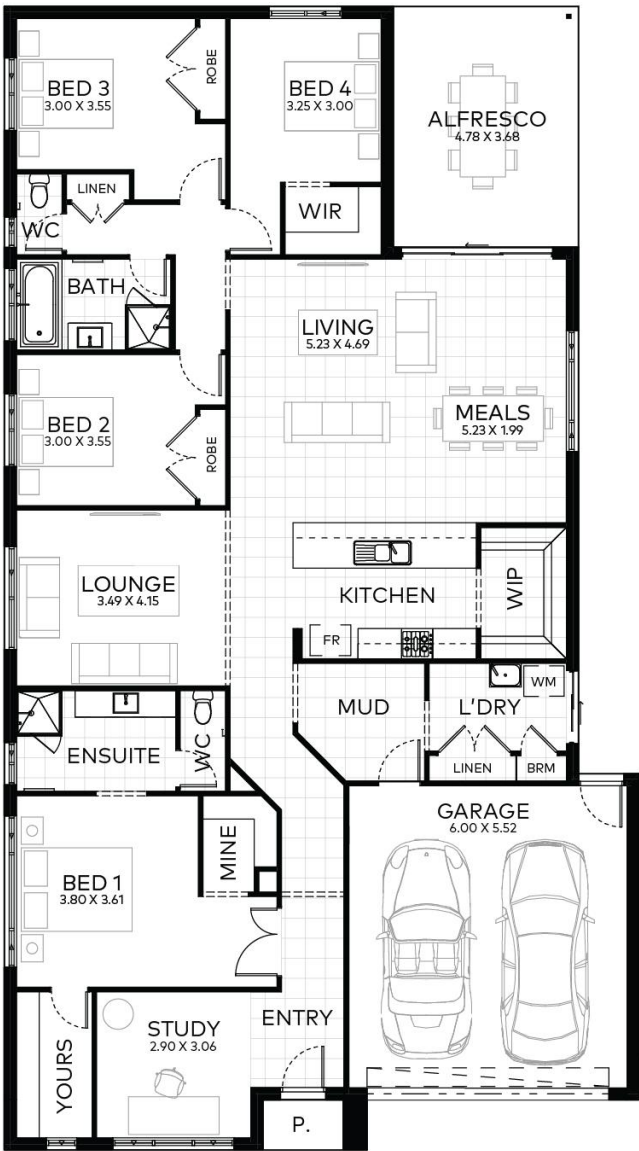 BED 3
3.00 X 3.55
ROBE
BED 4
3.25 X 3.00
ALFRESCO
4.78 X 3.68
LINEN
WC
WIR
BATH
LIVING
5.23 X 4.69
BED 2
3.00 X 3.55
ROBE
MEALS
5.23 X 1.99
LOUNGE
3.49 X 4.15
KITCHEN
WIP
FR
MUD
L'DRY
WM
ENSUITE
WC
LINEN
BRM
GARAGE
6.00 X 5.52
MINE
BED 1
3.80 X 3.61
YOURS
STUDY
2.90 X 3.06
ENTRY
P.